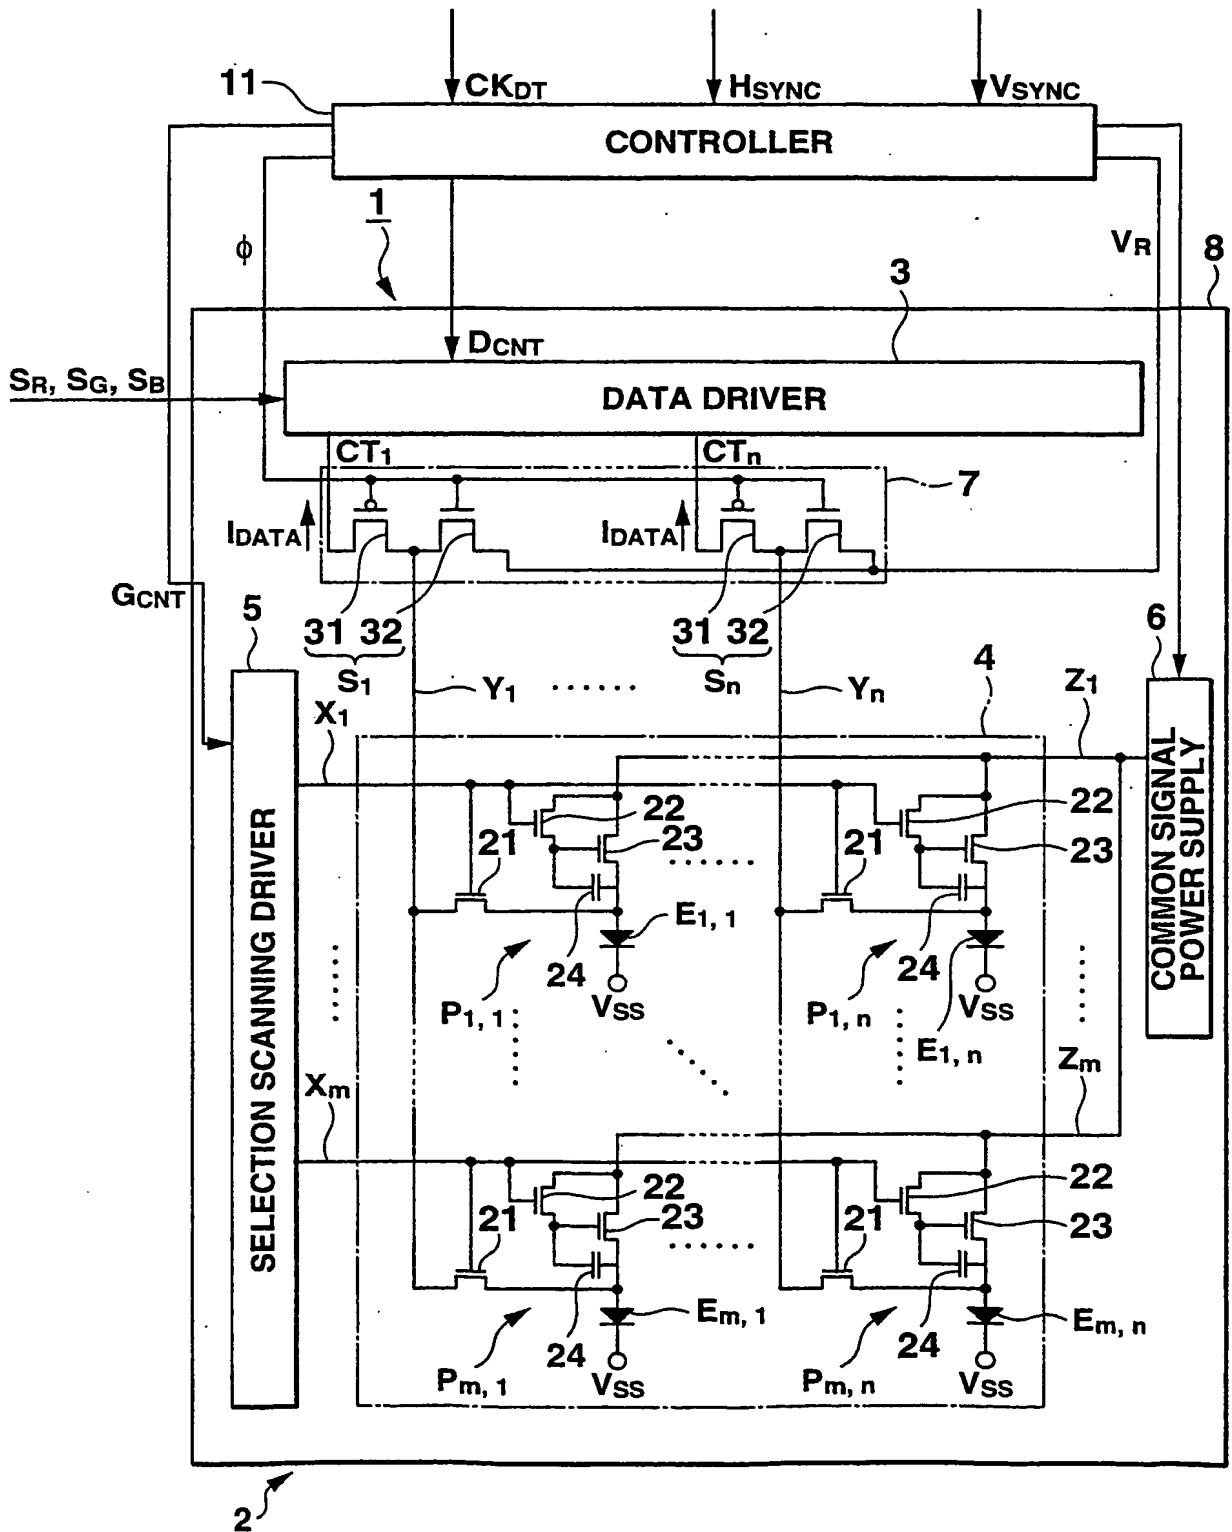 11
CKDT
HSYNC
VSYNC
CONTROLLER
1
ϕ
VR
8
3
DCNT
SR, SG, SB
DATA DRIVER
CT1
CTn
7
IDATA
IDATA
GCNT
5
31 32
S1
31 32
Sn
6
Y1
Yn
4
Z1
X1
SELECTION SCANNING DRIVER
COMMON SIGNAL
POWER SUPPLY
22
23
21
24
E1, 1
P1, 1
VSS
22
23
21
24
P1, n
VSS
E1, n
Xm
Zm
22
23
21
24
Em, 1
Pm, 1
VSS
22
23
21
24
Em, n
Pm, n
VSS
2